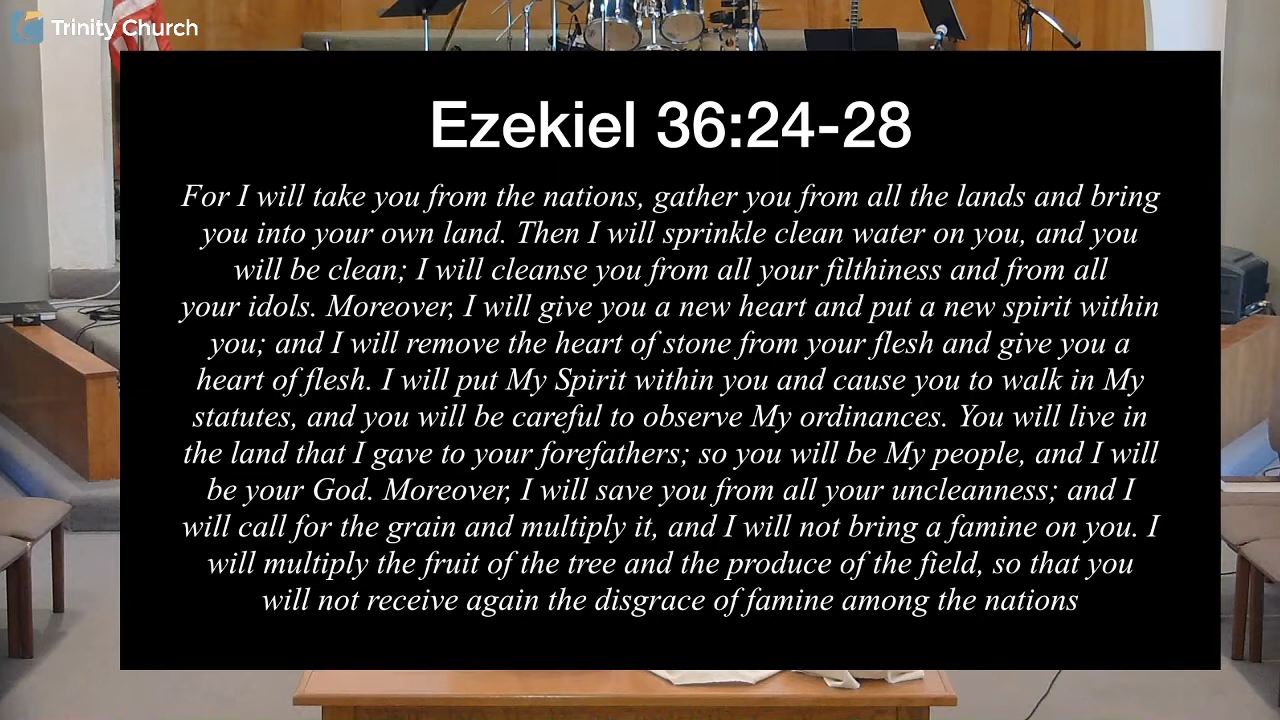 Trinity Church
Ezekiel 36:24-28
For I will take you from the nations, gather you from all the lands and bring
you into your own land. Then I will sprinkle clean water on you, and you
will be clean; I will cleanse you from all your filthiness and from all
your idols. Moreover, I will give you a new heart and put a new spirit within
you; and I will remove the heart of stone from your flesh and give you a
heart of flesh. I will put My Spirit within you and cause you to walk in My
statutes, and you will be careful to observe My ordinances. You will live in
the land that I gave to your forefathers; so you will be My people, and I will
be your God. Moreover, I will save you from all your uncleanness; and I
will call for the grain and multiply it, and I will not bring a famine on you. I
will multiply the fruit of the tree and the produce of the field, so that you
will not receive again the disgrace of famine among the nations